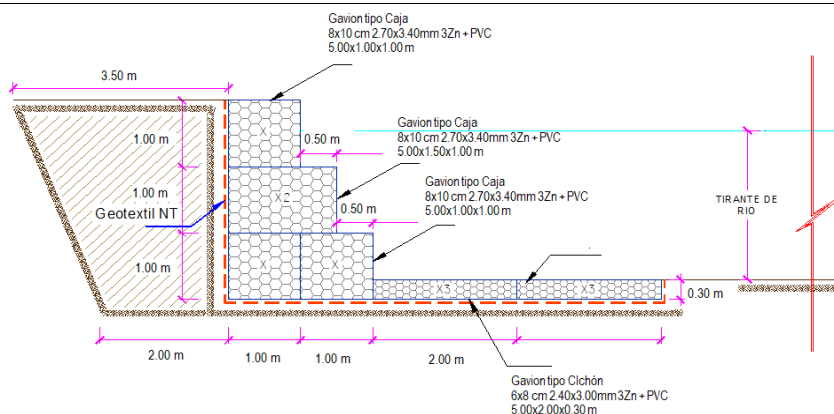 Gavion tipo Caja
8x10 cm 2.70x3.40mm 3Zn + PVC
5.00x1.00x1.00 m
3.50 m
Gavion tipo Caja
8x10 cm 2.70x3.40mm 3Zn + PVC
5.00x1.50x1.00 m
1.00 m
X
0.50 m
Gavion tipo Caja
8x10 cm 2.70x3.40mm 3Zn + PVC
5.00x1.00x1.00 m
1.00 m
X2
0.50 m
TIRANTE DE
RIO
Geotextil NT
1.00 m
X
X
X3
X3
0.30 m
2.00 m
1.00 m
1.00 m
2.00 m
Gavion tipo Clchón
6x8 cm 2.40x3.00mm 3Zn + PVC
5.00x2.00x0.30 m